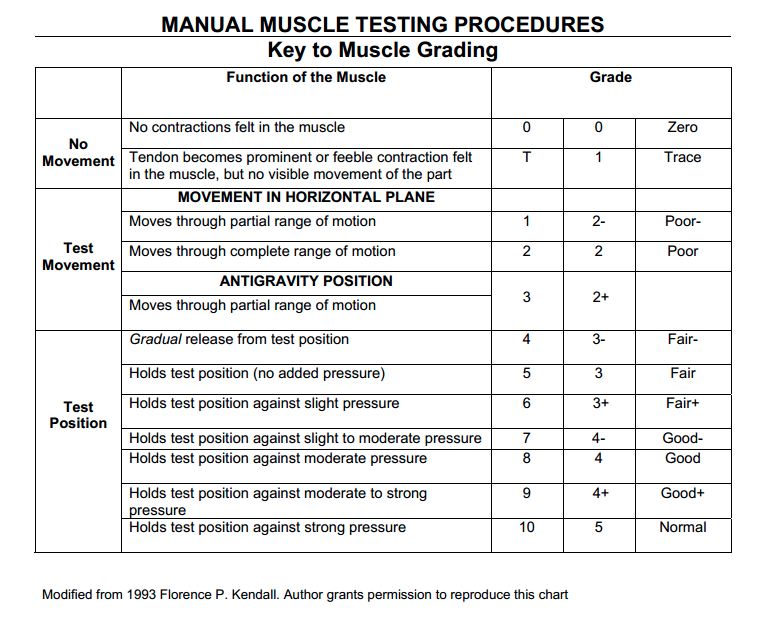 MANUAL MUSCLE TESTING PROCEDURES
Key to Muscle Grading
Function of the Muscle Grade
No Movement
No contractions felt in the muscle 0 0 Zero
Tendon becomes prominent or feeble contraction felt
in the muscle, but no visible movement of the part T 1 Trace
Test Movement
MOVEMENT IN HORIZONTAL PLANE
Moves through partial range of motion 1 2- Poor-
Moves through complete range of motion 2 2 Poor
ANTIGRAVITY POSITION
Moves through partial range of motion 3 2+
Test Position
Gradual release from test position 4 3- Fair-
Holds test position (no added pressure) 5 3 Fair
Holds test position against slight pressure 6 3+ Fair+
Holds test position against slight to moderate pressure 7 4- Good-
Holds test position against moderate pressure 8 4 Good
Holds test position against moderate to strong
pressure 9 4+ Good+
Holds test position against strong pressure 10 5 Normal
Modified from 1993 Florence P. Kendall. Author grants permission to reproduce this chart